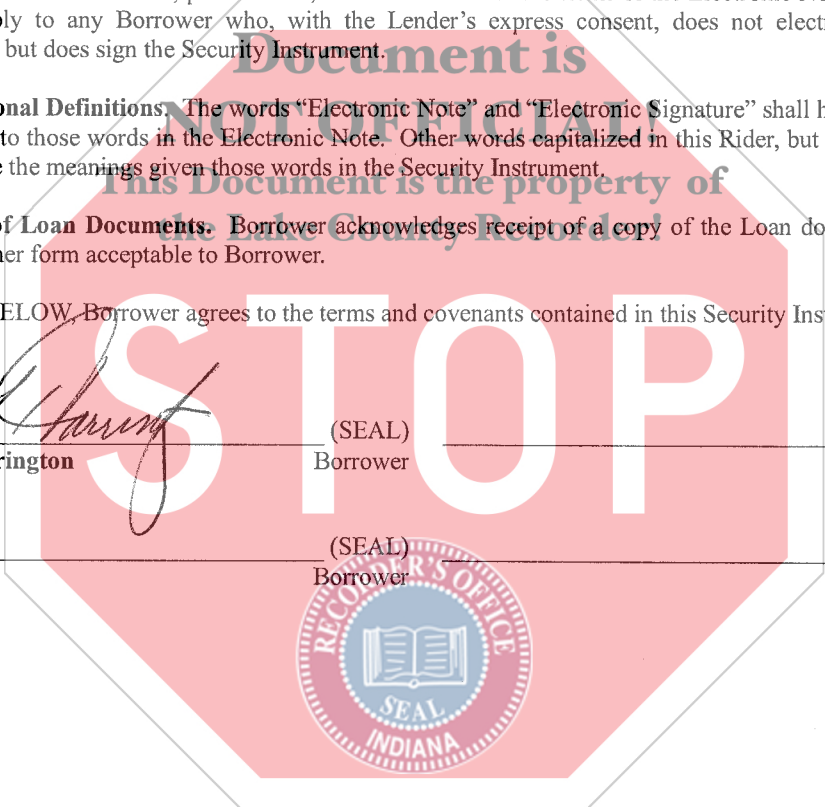 ly to any Borrower who, with the Lender’s express consent, does not elect
but does sign the Security Instrument.
Document is
NOT OFFICIAL!
This Document is the property of
the Lake County Recorder!
onal Definitions. The words “Electronic Note” and “Electronic Signature” shall h
to those words in the Electronic Note. Other words capitalized in this Rider, but
the meanings given those words in the Security Instrument.
of Loan Documents. Borrower acknowledges receipt of a copy of the Loan do
er form acceptable to Borrower.
ELOW, Borrower agrees to the terms and covenants contained in this Security Ins
STOP
(SEAL)
rington Borrower
(SEAL)
Borrower
RECORDER’S OFFICE
SEAL
INDIANA